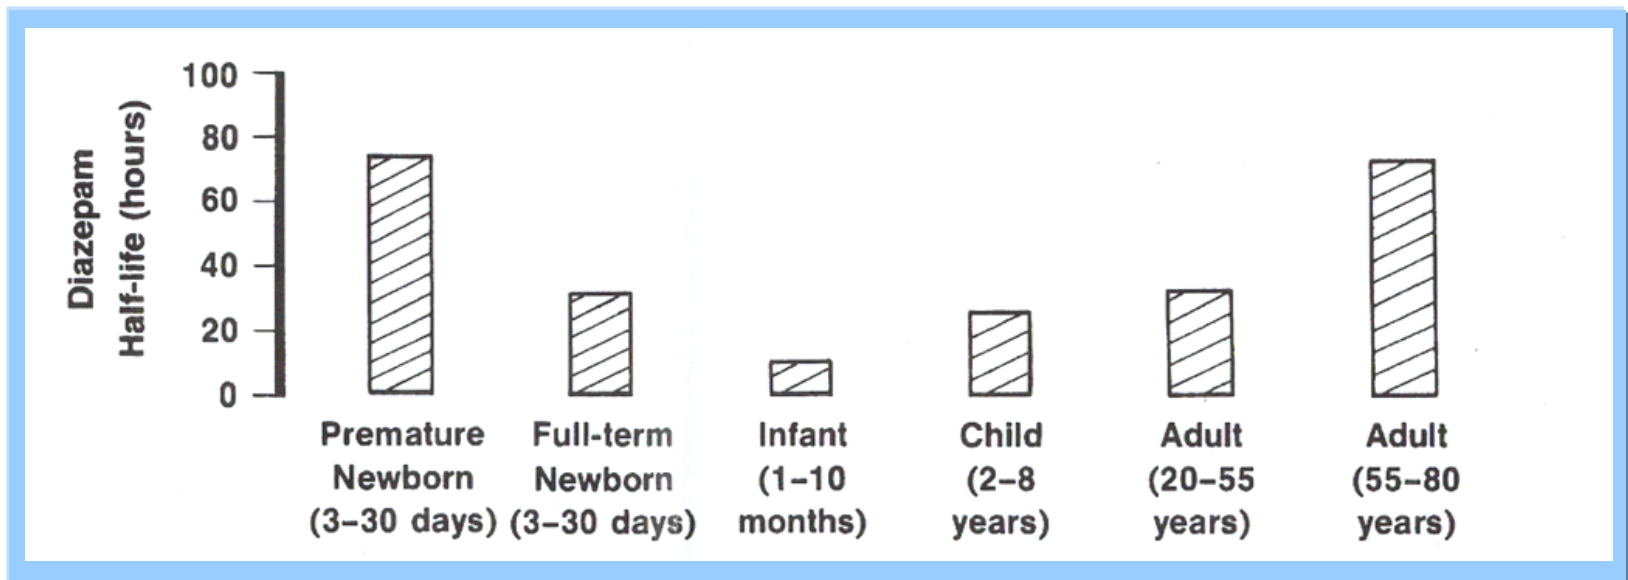 Diazepam
Half-life (hours)
100
80
60
40
20
0
Premature
Newborn
(3–30 days)
Full-term
Newborn
(3–30 days)
Infant
(1–10
months)
Child
(2–8
years)
Adult
(20–55
years)
Adult
(55–80
years)